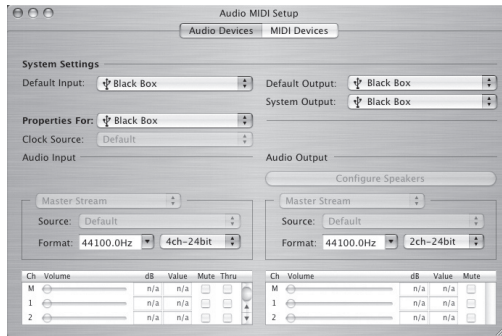 Audio MIDI Setup
Audio Devices MIDI Devices
System Settings
Default Input: Black Box
Default Output: Black Box
System Output: Black Box
Properties For: Black Box
Clock Source: Default
Audio Input
Audio Output
Configure Speakers
Master Stream
Source: Default
Format: 44100.0Hz 4ch-24bit
Master Stream
Source: Default
Format: 44100.0Hz 2ch-24bit
Ch Volume dB Value Mute Thru
M n/a n/a
1 n/a n/a
2 n/a n/a
Ch Volume dB Value Mute
M n/a n/a
1 n/a n/a
2 n/a n/a